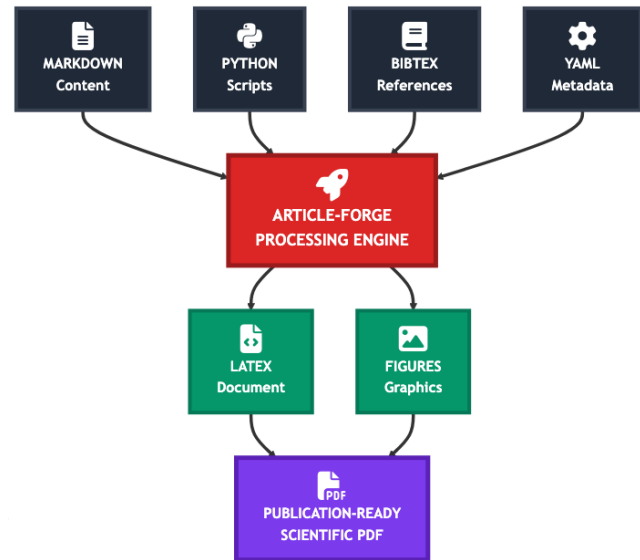 MARKDOWN
Content
PYTHON
Scripts
BIBTEX
References
YAML
Metadata
ARTICLE-FORGE
PROCESSING ENGINE
LATEX
Document
FIGURES
Graphics
PDF
PUBLICATION-READY
SCIENTIFIC PDF